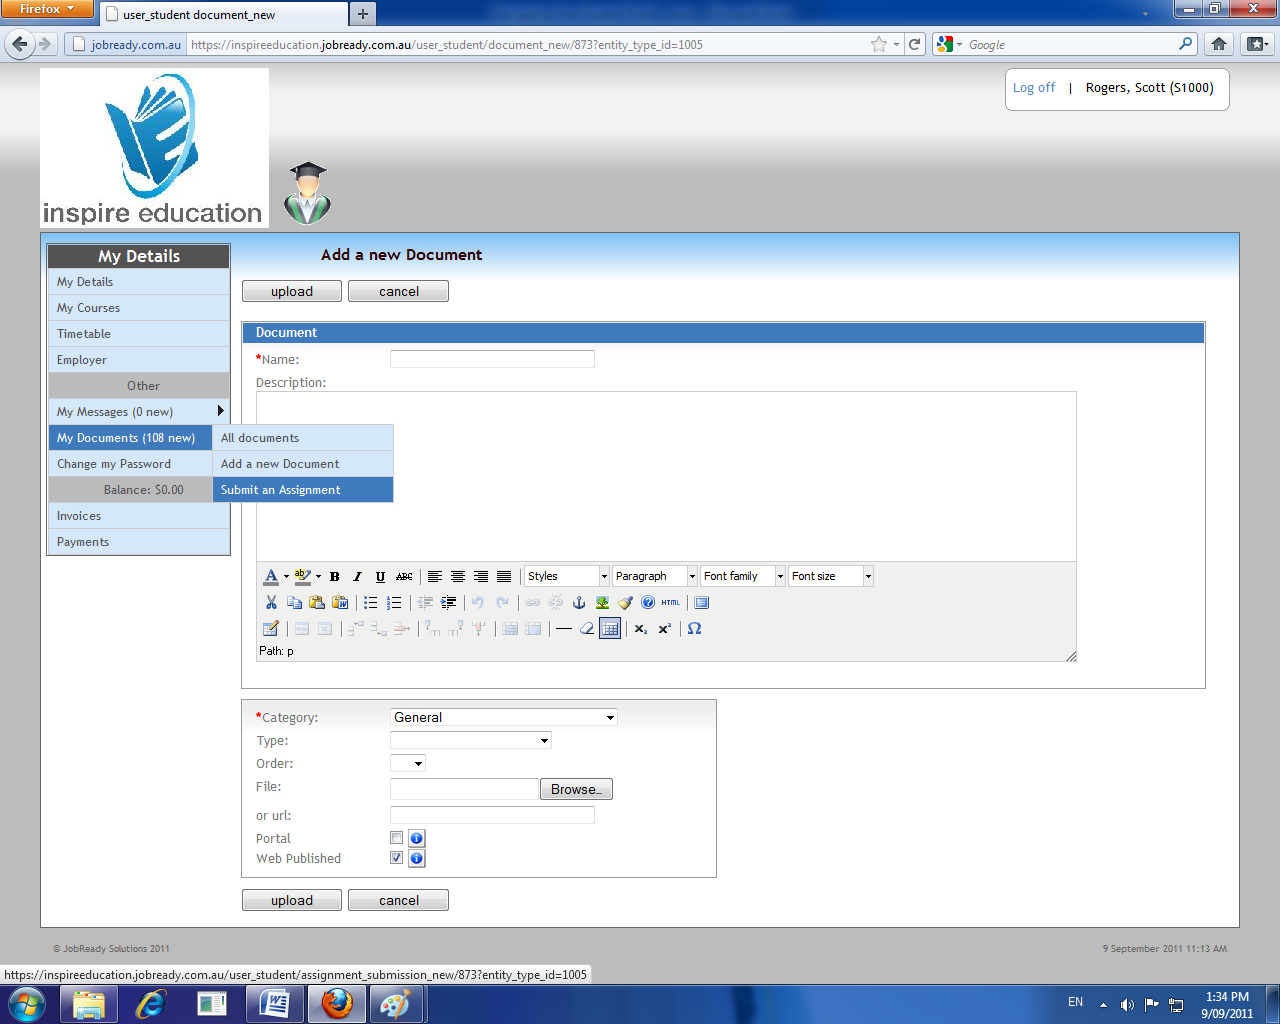 Firefox
user_student document_new
jobready.com.au
https://inspireeducation.jobready.com.au/user_student/document_new/873?entity_type_id=1005
Google
inspire education
Log off | Rogers, Scott (S1000)
My Details
My Details
My Courses
Timetable
Employer
Other
My Messages (0 new)
My Documents (108 new)
Change my Password
Balance: $0.00
Invoices
Payments
All documents
Add a new Document
Submit an Assignment
Add a new Document
upload cancel
Document
*Name:
Description:
A ab B I U ABC Styles Paragraph Font family Font size
HTML
x₂ x² Ω
Path: p
*Category: General
Type:
Order:
File: Browse...
or url:
Portal
Web Published
upload cancel
© JobReady Solutions 2011
9 September 2011 11:13 AM
https://inspireeducation.jobready.com.au/user_student/assignment_submission_new/873?entity_type_id=1005
EN
1:34 PM
9/09/2011